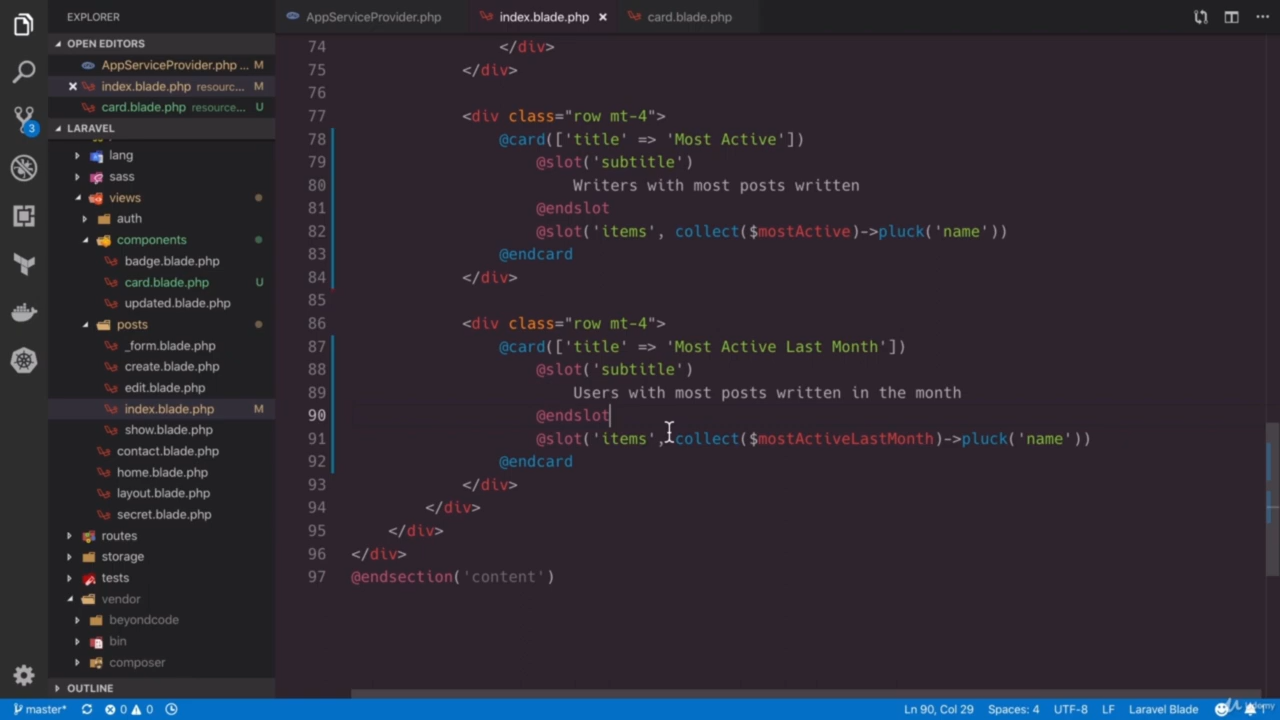 EXPLORER
AppServiceProvider.php
index.blade.php
card.blade.php
OPEN EDITORS
AppServiceProvider.php ... M
index.blade.php resourc... M
card.blade.php resource... U
LARAVEL
lang
sass
views
auth
components
badge.blade.php
card.blade.php U
updated.blade.php
posts
_form.blade.php
create.blade.php
edit.blade.php
index.blade.php M
show.blade.php
contact.blade.php
home.blade.php
layout.blade.php
secret.blade.php
routes
storage
tests
vendor
beyondcode
bin
composer
OUTLINE
3
74 </div>
75 </div>
76
77 <div class="row mt-4">
78 @card(['title' => 'Most Active'])
79 @slot('subtitle')
80 Writers with most posts written
81 @endslot
82 @slot('items', collect($mostActive)->pluck('name'))
83 @endcard
84 </div>
85
86 <div class="row mt-4">
87 @card(['title' => 'Most Active Last Month'])
88 @slot('subtitle')
89 Users with most posts written in the month
90 @endslot
91 @slot('items', collect($mostActiveLastMonth)->pluck('name'))
92 @endcard
93 </div>
94 </div>
95 </div>
96 </div>
97 @endsection('content')
master* 0 0 Ln 90, Col 29 Spaces: 4 UTF-8 LF Laravel Blade